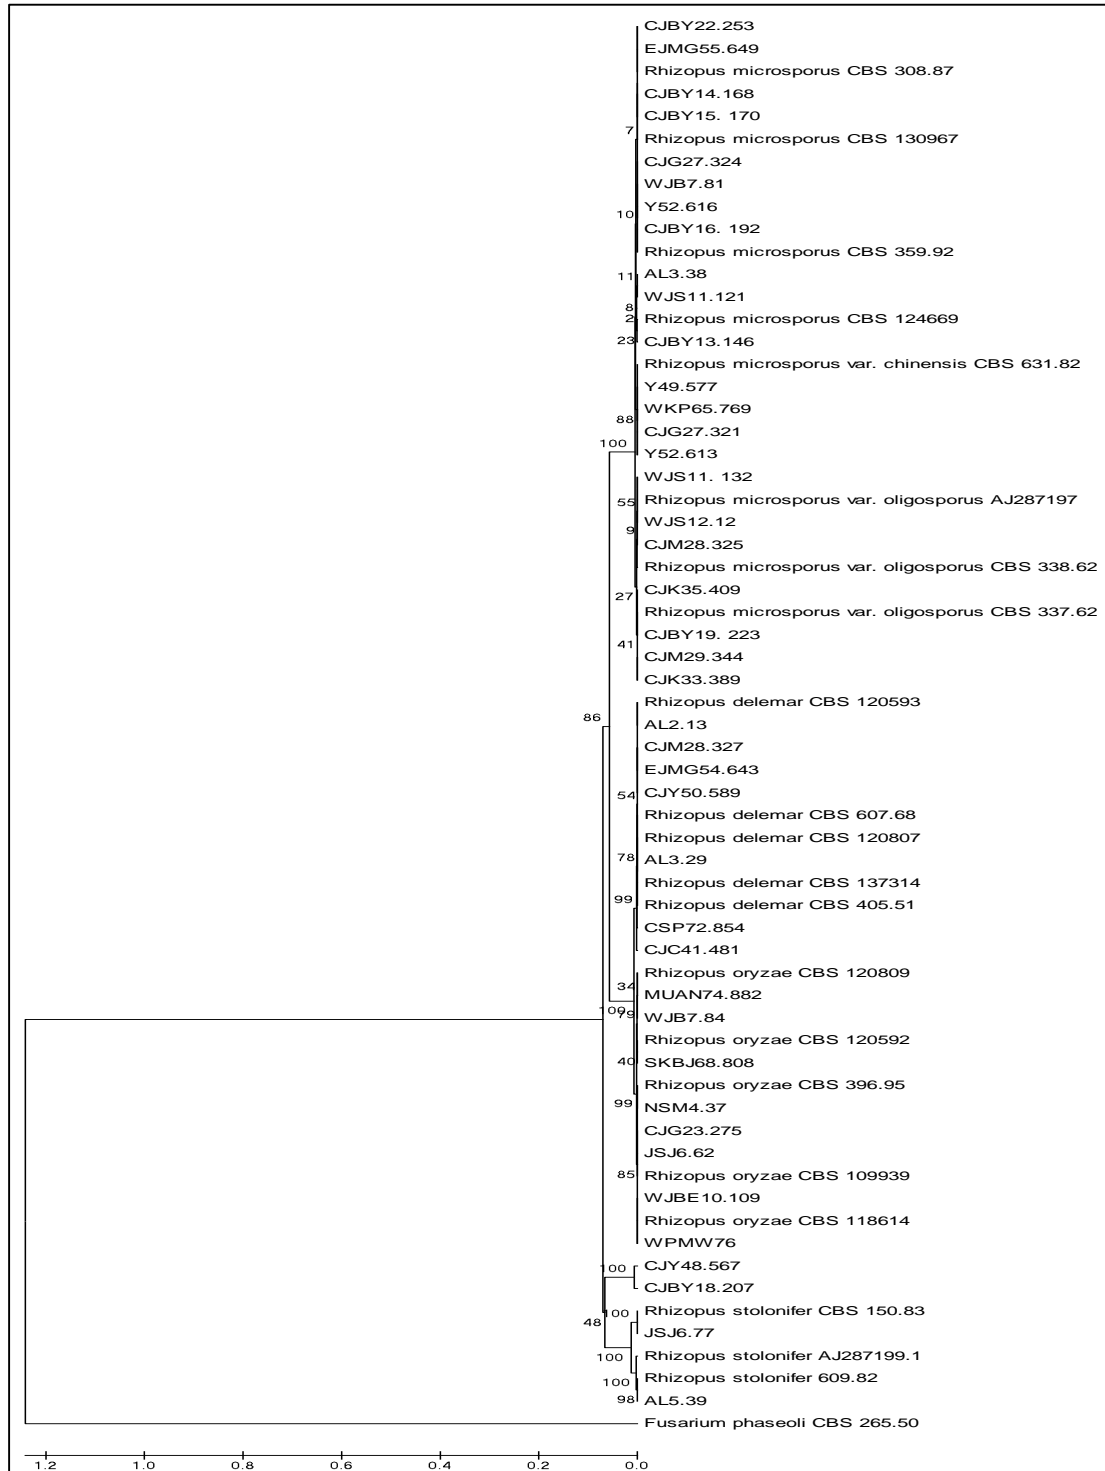 CJBY22.253
EJMG55.649
Rhizopus microsporus CBS 308.87
CJBY14.168
CJBY15. 170
7
Rhizopus microsporus CBS 130967
CJG27.324
WJB7.81
Y52.616
10
CJBY16. 192
Rhizopus microsporus CBS 359.92
11 AL3.38
WJS11.121
8
2 Rhizopus microsporus CBS 124669
23 CJBY13.146
Rhizopus microsporus var. chinensis CBS 631.82
Y49.577
WKP65.769
88
CJG27.321
100
Y52.613
WJS11. 132
55 Rhizopus microsporus var. oligosporus AJ287197
WJS12.12
9
CJM28.325
Rhizopus microsporus var. oligosporus CBS 338.62
CJK35.409
27
Rhizopus microsporus var. oligosporus CBS 337.62
CJBY19. 223
41
CJM29.344
CJK33.389
Rhizopus delemar CBS 120593
86
AL2.13
CJM28.327
EJMG54.643
54 CJY50.589
Rhizopus delemar CBS 607.68
Rhizopus delemar CBS 120807
78 AL3.29
Rhizopus delemar CBS 137314
99
Rhizopus delemar CBS 405.51
CSP72.854
CJC41.481
Rhizopus oryzae CBS 120809
34
MUAN74.882
100
79 WJB7.84
Rhizopus oryzae CBS 120592
40 SKBJ68.808
Rhizopus oryzae CBS 396.95
99
NSM4.37
CJG23.275
JSJ6.62
85 Rhizopus oryzae CBS 109939
WJBE10.109
Rhizopus oryzae CBS 118614
WPMW76
100 CJY48.567
CJBY18.207
100 Rhizopus stolonifer CBS 150.83
48
JSJ6.77
100 Rhizopus stolonifer AJ287199.1
100 Rhizopus stolonifer 609.82
98 AL5.39
Fusarium phaseoli CBS 265.50
1.2 1.0 0.8 0.6 0.4 0.2 0.0